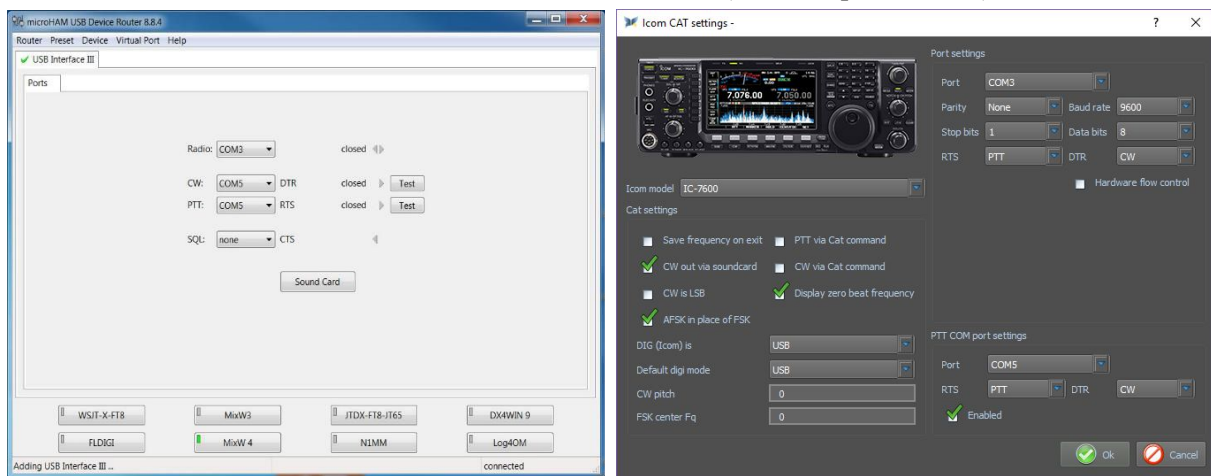 microHAM USB Device Router 8.8.4
Router Preset Device Virtual Port Help
USB Interface III
Ports
Radio: COM3 closed
CW: COM5 DTR closed Test
PTT: COM5 RTS closed Test
SQL: none CTS
Sound Card
WSJT-X-FT8 MixW3 JTDX-FT8-JT65 DX4WIN 9
FLDIGI MixW 4 N1MM Log4OM
Adding USB Interface III ... connected
Icom CAT settings -
7.076.00 7.050.00
Icom model IC-7600
Cat settings
Save frequency on exit PTT via Cat command
CW out via soundcard CW via Cat command
CW is LSB Display zero beat frequency
AFSK in place of FSK
DIG (Icom) is USB
Default digi mode USB
CW pitch 0
FSK center Fq 0
Port settings
Port COM3
Parity None Baud rate 9600
Stop bits 1 Data bits 8
RTS PTT DTR CW
Hardware flow control
PTT COM port settings
Port COM5
RTS PTT DTR CW
Enabled
Ok Cancel